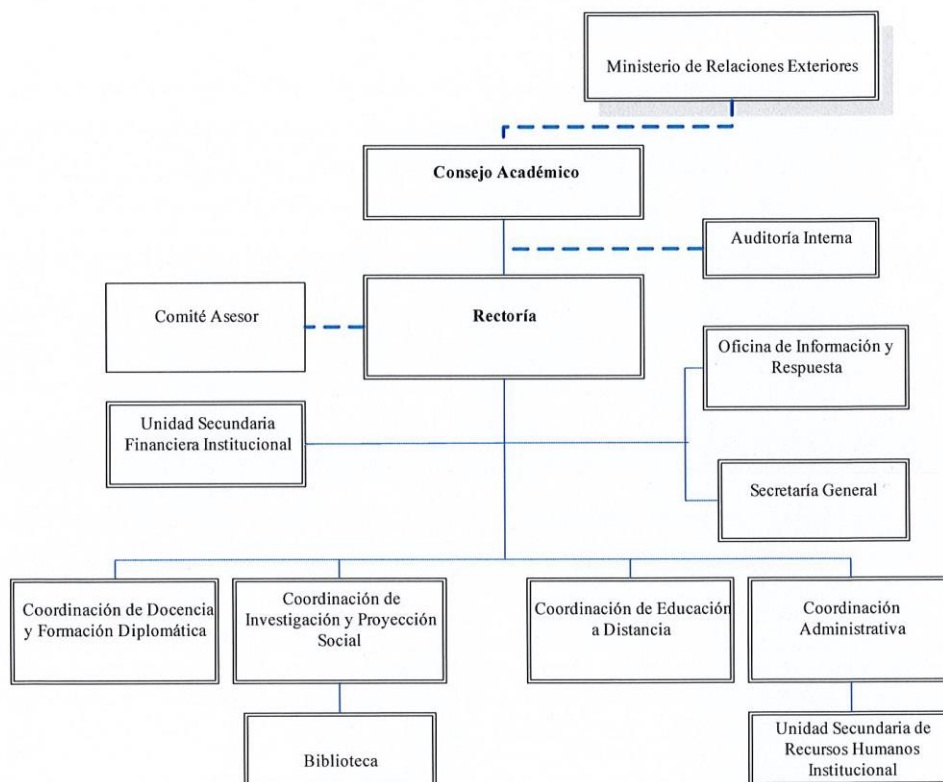 Ministerio de Relaciones Exteriores
Consejo Académico
Auditoría Interna
Comité Asesor
Rectoría
Oficina de Información y
Respuesta
Unidad Secundaria
Financiera Institucional
Secretaría General
Coordinación de Docencia
y Formación Diplomática
Coordinación de
Investigación y Proyección
Social
Coordinación de Educación
a Distancia
Coordinación
Administrativa
Biblioteca
Unidad Secundaria de
Recursos Humanos
Institucional